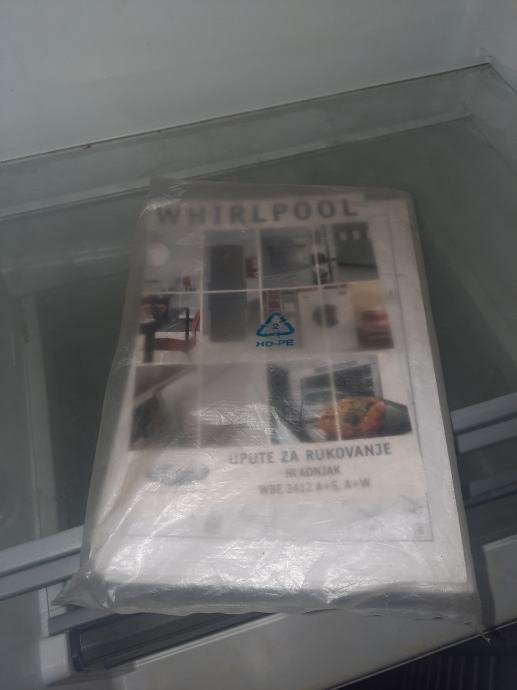 WHIRLPOOL
2
HD-PE
UPUTE ZA RUKOVANJE
HLADNJAK
WBE 3412 A+S, A+W